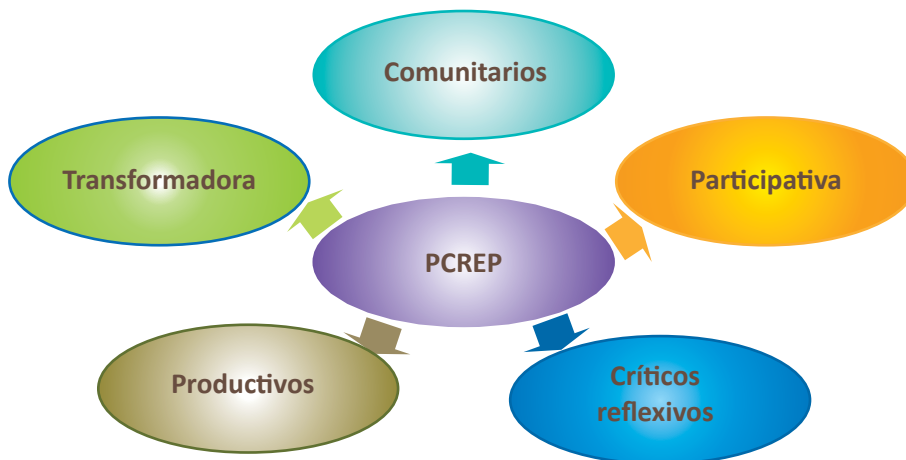 Comunitarios
Transformadora
Participativa
PCREP
Productivos
Críticos
reflexivos